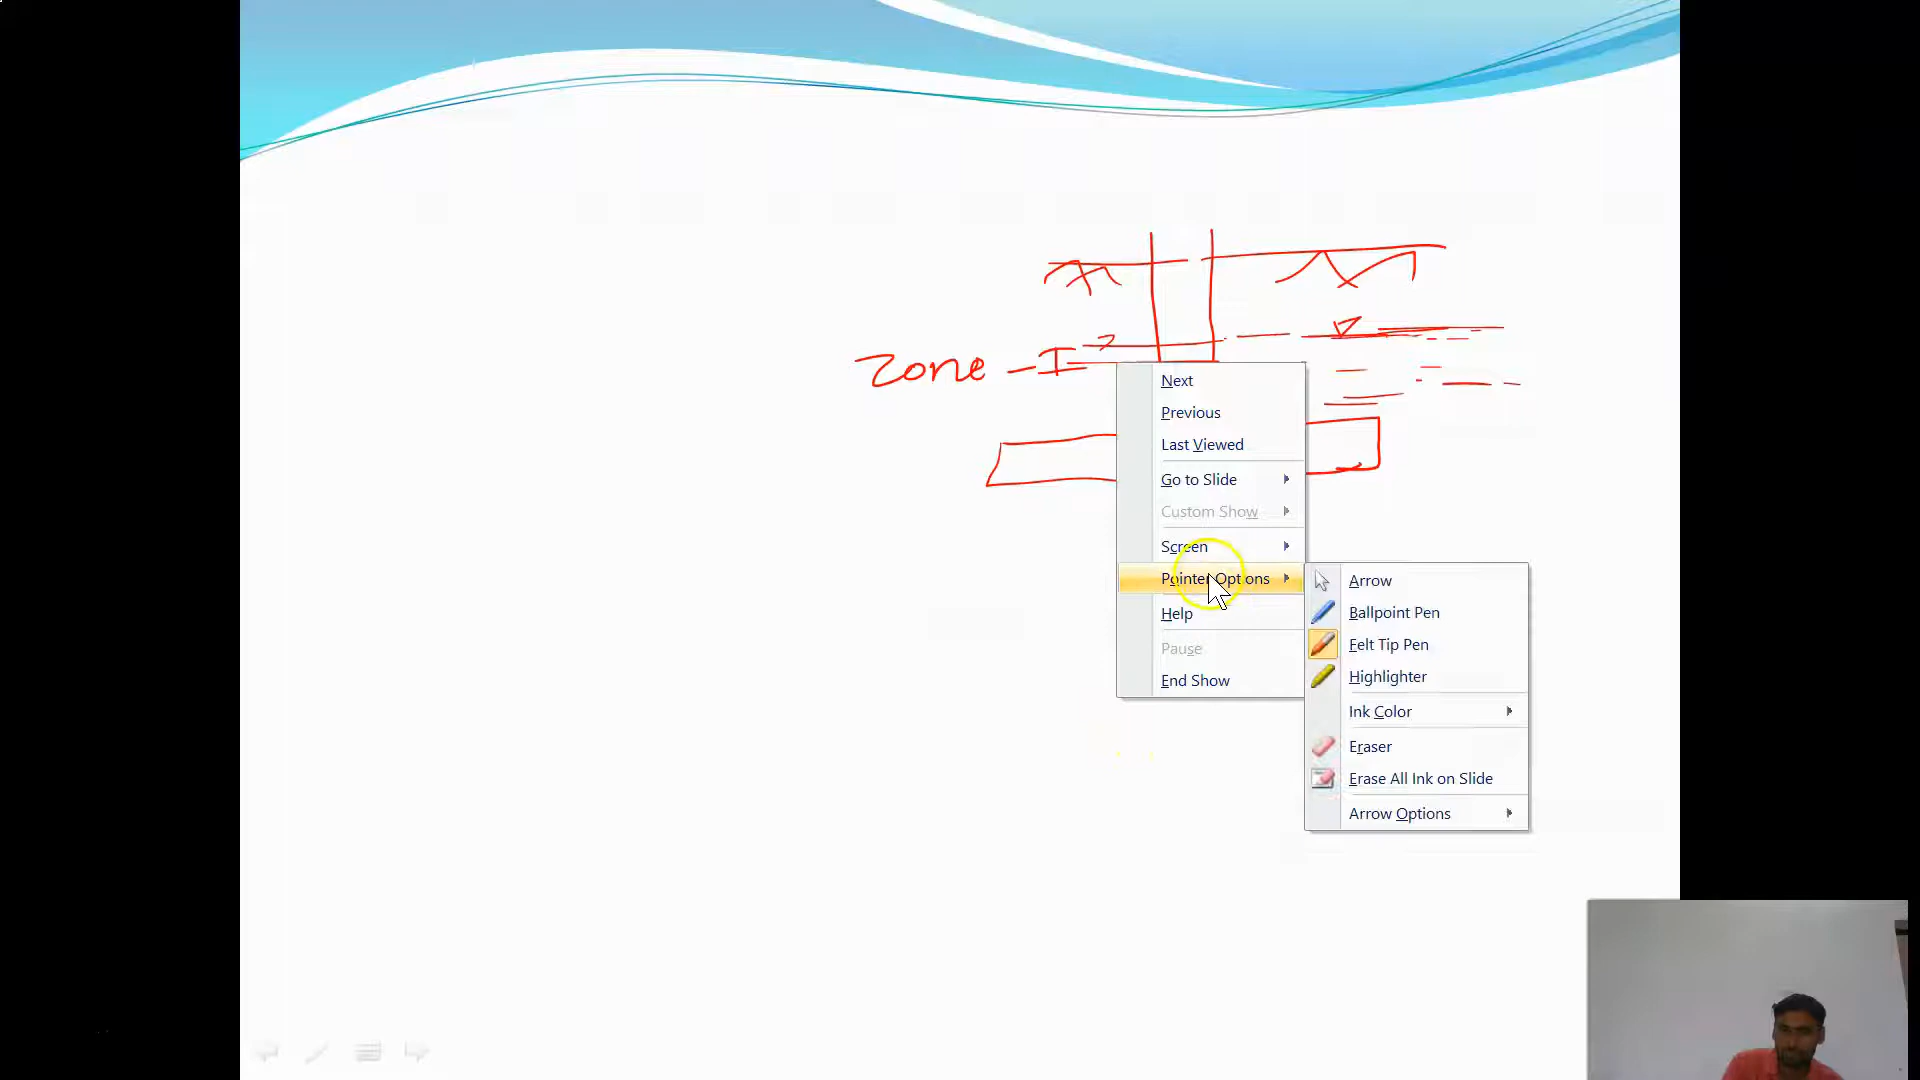 zone - I
Next
Previous
Last Viewed
Go to Slide
Custom Show
Screen
Pointer Options
Help
Pause
End Show
Arrow
Ballpoint Pen
Felt Tip Pen
Highlighter
Ink Color
Eraser
Erase All Ink on Slide
Arrow Options